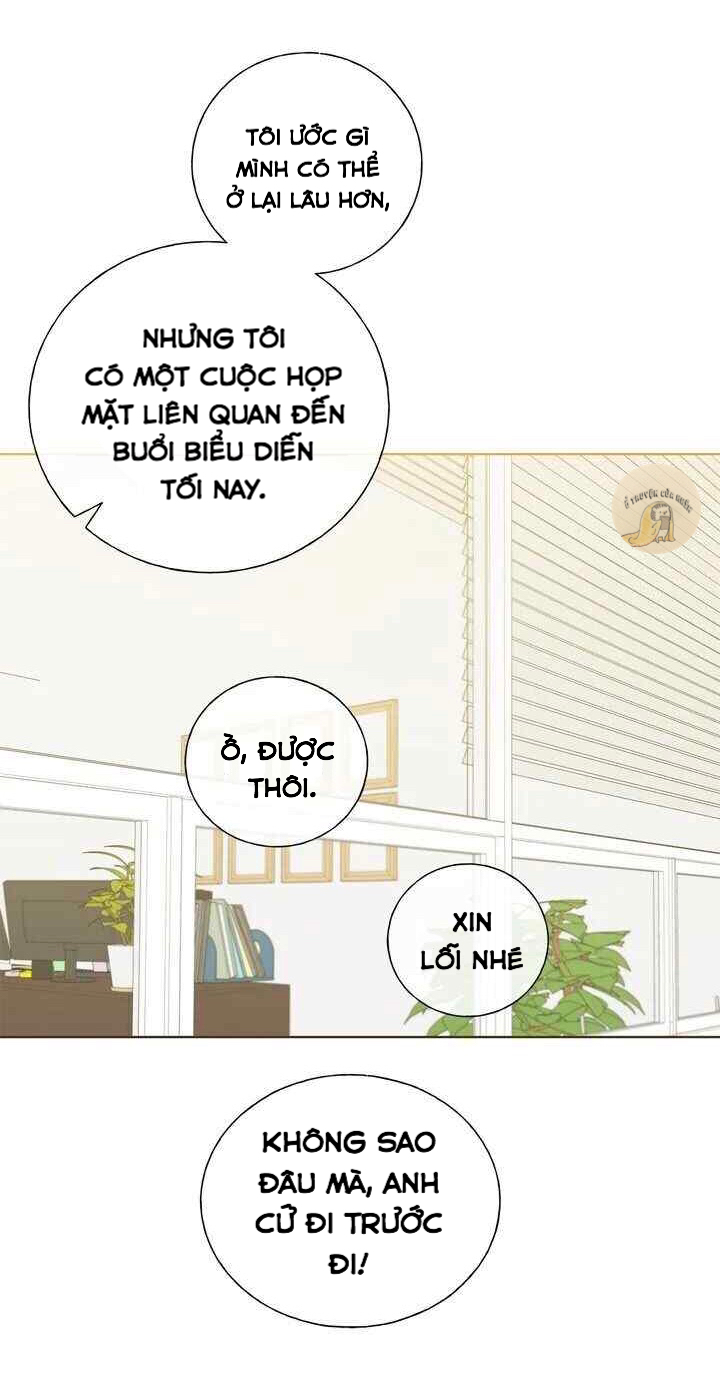 TÔI ƯỚC GÌ
MÌNH CÓ THỂ
Ở LẠI LÂU HƠN,
NHƯNG TÔI
CÓ MỘT CUỘC HỌP
MẶT LIÊN QUAN ĐẾN
BUỔI BIỂU DIỄN
TỐI NAY.
Ổ TRUYỆN CỦA
Ồ, ĐƯỢC
THÔI.
XIN
LỖI NHÉ
KHÔNG SAO
ĐÂU MÀ, ANH
CỨ ĐI TRƯỚC
ĐI!